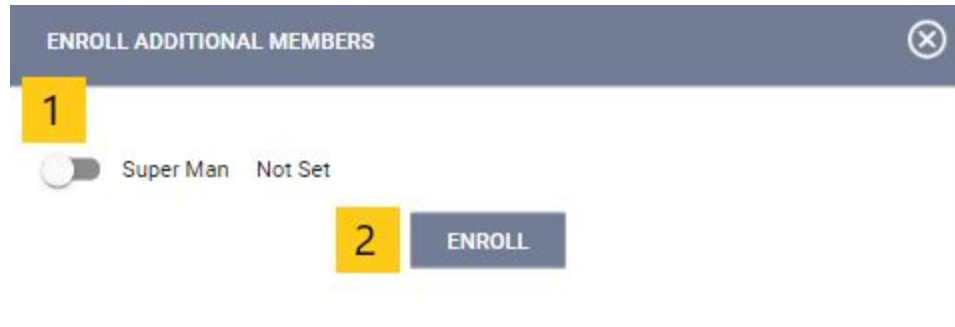 ENROLL ADDITIONAL MEMBERS
1
Super Man Not Set
2 ENROLL